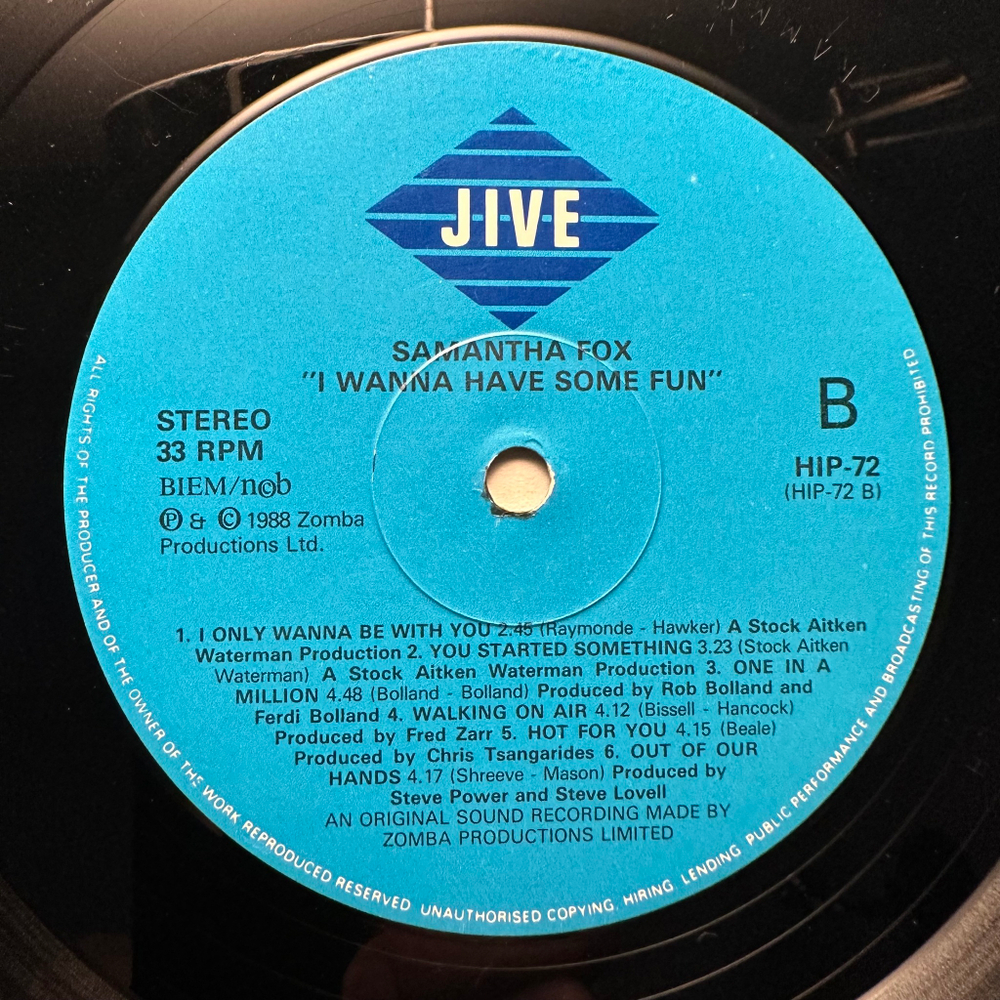 JIVE
SAMANTHA FOX
"I WANNA HAVE SOME FUN"
STEREO
33 RPM
BIEM/ncb
Ⓟ & © 1988 Zomba
Productions Ltd.
B
HIP-72
(HIP-72 B)
1. I ONLY WANNA BE WITH YOU 2.45 (Raymonde - Hawker) A Stock Aitken
Waterman Production 2. YOU STARTED SOMETHING 3.23 (Stock Aitken
Waterman) A Stock Aitken Waterman Production 3. ONE IN A
MILLION 4.48 (Bolland - Bolland) Produced by Rob Bolland and
Ferdi Bolland 4. WALKING ON AIR 4.12 (Bissell - Hancock)
Produced by Fred Zarr 5. HOT FOR YOU 4.15 (Beale)
Produced by Chris Tsangarides 6. OUT OF OUR
HANDS 4.17 (Shreeve - Mason) Produced by
Steve Power and Steve Lovell
AN ORIGINAL SOUND RECORDING MADE BY
ZOMBA PRODUCTIONS LIMITED
ALL RIGHTS OF THE PRODUCER AND OF THE OWNER OF THE WORK REPRODUCED RESERVED. UNAUTHORISED COPYING, HIRING, LENDING, PUBLIC PERFORMANCE AND BROADCASTING OF THIS RECORD PROHIBITED